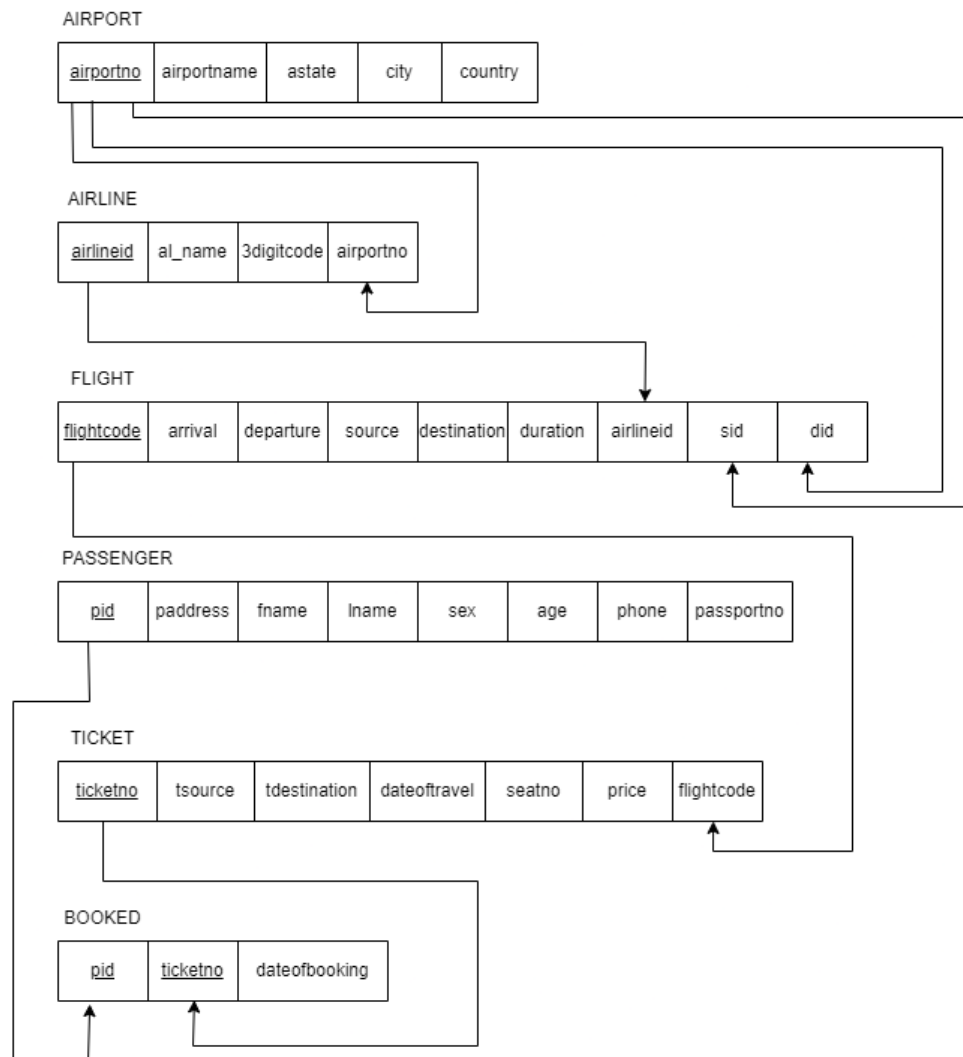 AIRPORT
airportno airportname astate city country
AIRLINE
airlineid al_name 3digitcode airportno
FLIGHT
flightcode arrival departure source destination duration airlineid sid did
PASSENGER
pid paddress fname lname sex age phone passportno
TICKET
ticketno tsource tdestination dateoftravel seatno price flightcode
BOOKED
pid ticketno dateofbooking